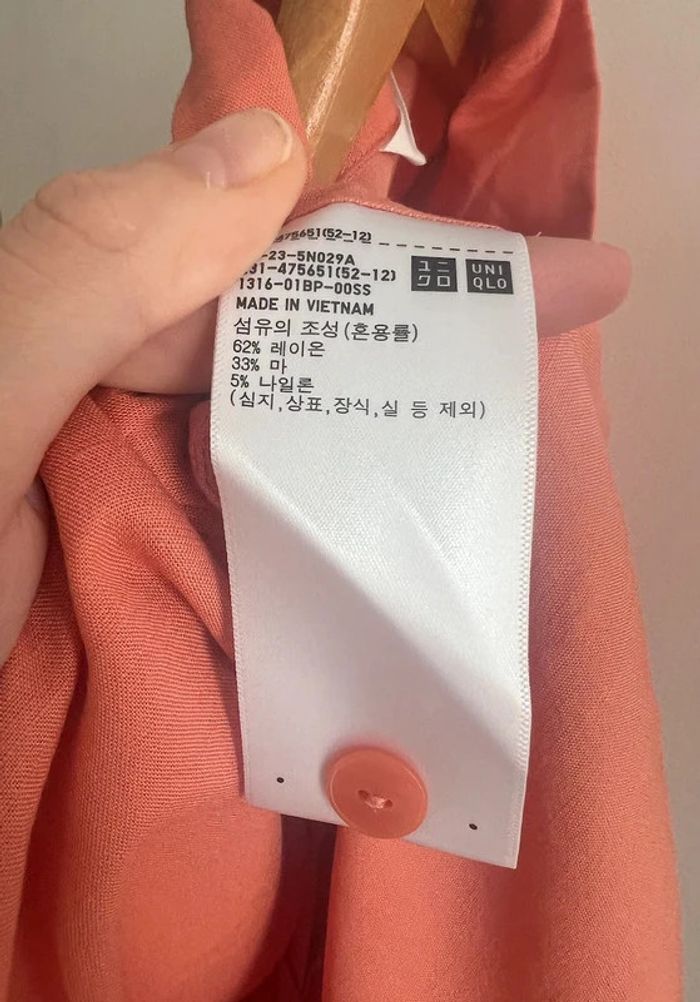 475651(52-12)
-23-5N029A
31-475651(52-12)
1316-01BP-00SS
ユニ
クロ
UNI
QLO
MADE IN VIETNAM
섬유의 조성(혼용률)
62% 레이온
33% 마
5% 나일론
(심지,상표,장식,실 등 제외)